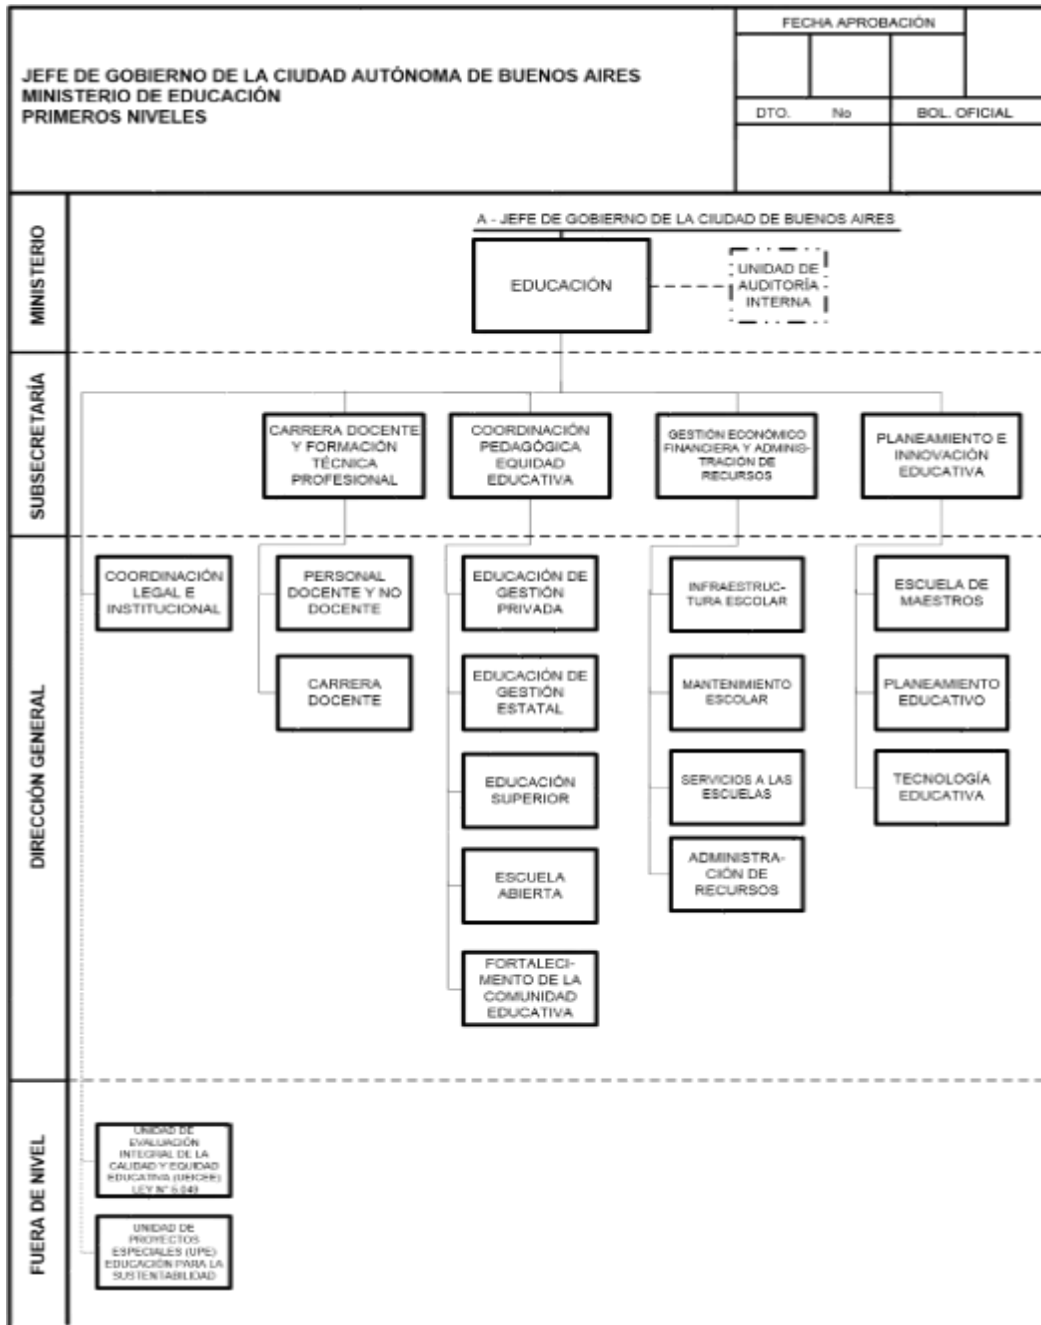 JEFE DE GOBIERNO DE LA CIUDAD AUTÓNOMA DE BUENOS AIRES
MINISTERIO DE EDUCACIÓN
PRIMEROS NIVELES
FECHA APROBACIÓN
DTO. No BOL. OFICIAL
MINISTERIO
A - JEFE DE GOBIERNO DE LA CIUDAD DE BUENOS AIRES
EDUCACIÓN
UNIDAD DE
AUDITORÍA
INTERNA
SUBSECRETARÍA
CARRERA DOCENTE
Y FORMACIÓN
TÉCNICA
PROFESIONAL
COORDINACIÓN
PEDAGÓGICA
EQUIDAD
EDUCATIVA
GESTIÓN ECONÓMICO
FINANCIERA Y ADMINIS-
TRACIÓN DE
RECURSOS
PLANEAMIENTO E
INNOVACIÓN
EDUCATIVA
DIRECCIÓN GENERAL
COORDINACIÓN
LEGAL E
INSTITUCIONAL
PERSONAL
DOCENTE Y NO
DOCENTE
CARRERA
DOCENTE
EDUCACIÓN DE
GESTIÓN
PRIVADA
EDUCACIÓN DE
GESTIÓN
ESTATAL
EDUCACIÓN
SUPERIOR
ESCUELA
ABIERTA
FORTALECI-
MIENTO DE LA
COMUNIDAD
EDUCATIVA
INFRAESTRUC-
TURA ESCOLAR
MANTENIMIENTO
ESCOLAR
SERVICIOS A LAS
ESCUELAS
ADMINISTRA-
CIÓN DE
RECURSOS
ESCUELA DE
MAESTROS
PLANEAMIENTO
EDUCATIVO
TECNOLOGÍA
EDUCATIVA
FUERA DE NIVEL
UNIDAD DE
EVALUACIÓN
INTEGRAL DE LA
CALIDAD Y EQUIDAD
EDUCATIVA (UEICEE)
LEY N° 5.049
UNIDAD DE
PROYECTOS
ESPECIALES (UPE)
EDUCACIÓN PARA LA
SUSTENTABILIDAD